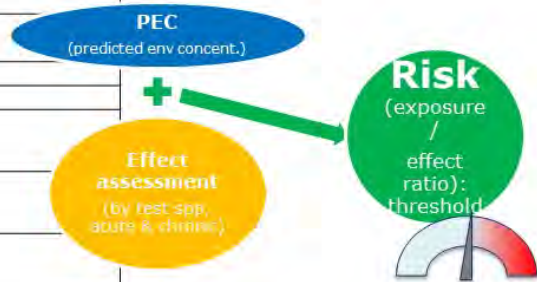 PEC
(predicted env concent.)
Effect
assessment
(by test spp,
acute & chronic)
Risk
(exposure
/
effect
ratio):
threshold